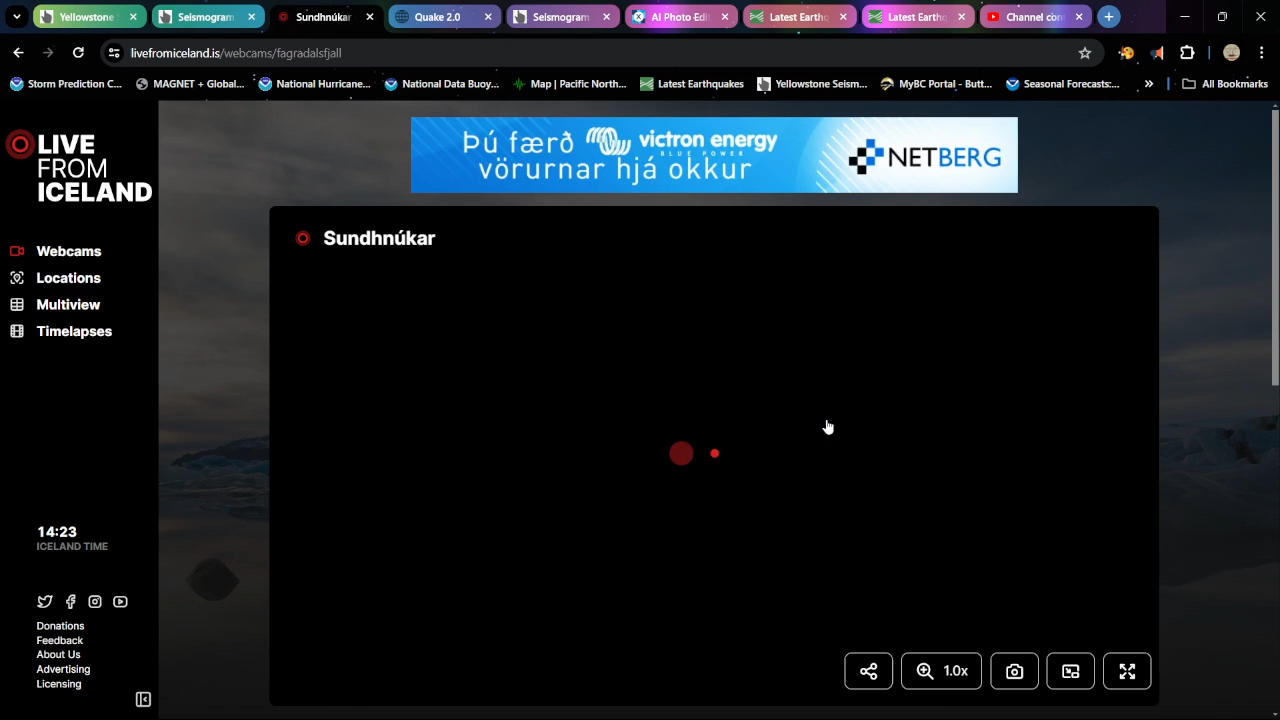 Yellowstone
Seismogram
Sundhnúkar
Quake 2.0
Seismogram
AI Photo Edi
Latest Earthq
Latest Earthq
Channel con
livefromiceland.is/webcams/fagradalsfjall
Storm Prediction C...
MAGNET + Global...
National Hurricane...
National Data Buoy...
Map | Pacific North...
Latest Earthquakes
Yellowstone Seism...
MyBC Portal - Butt...
Seasonal Forecasts:...
All Bookmarks
LIVE
FROM
ICELAND
Þú færð victron energy
BLUE POWER
vörurnar hjá okkur
NETBERG
Sundhnúkar
Webcams
Locations
Multiview
Timelapses
14:23
ICELAND TIME
Donations
Feedback
About Us
Advertising
Licensing
1.0x